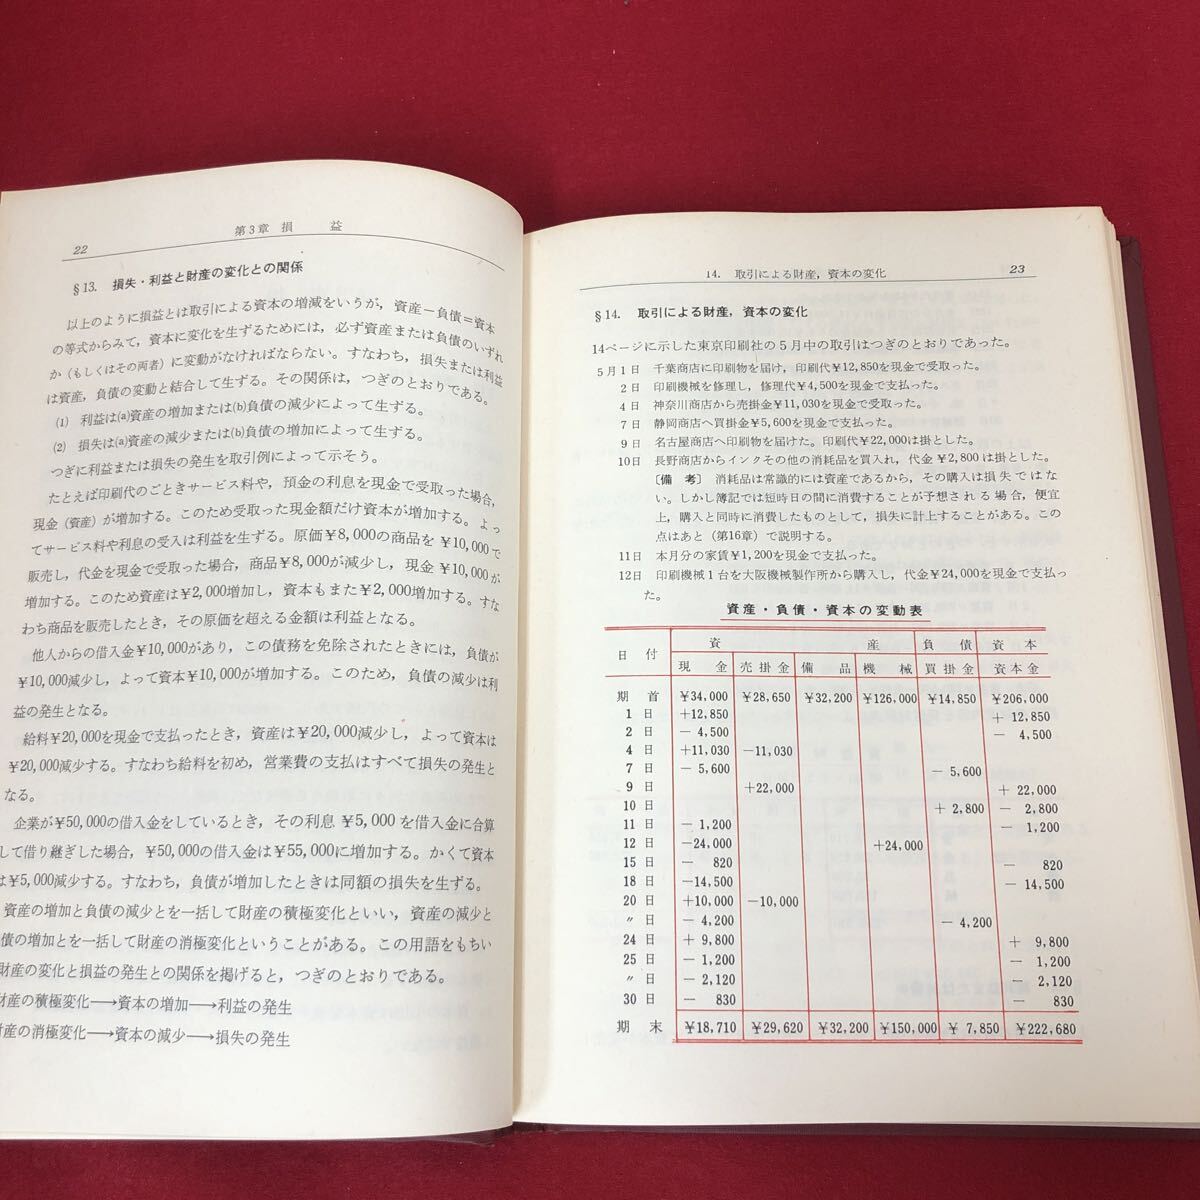 22
第3章 損 益
§13. 損失・利益と財産の変化との関係
以上のように損益とは取引による資本の増減をいうが，資産－負債＝資本
の等式からみて，資本に変化を生ずるためには，必ず資産または負債のいずれ
か（もしくはその両者）に変動がなければならない。すなわち，損失または利益
は資産，負債の変動と結合して生ずる。その関係は，つぎのとおりである。
(1) 利益は(a)資産の増加または(b)負債の減少によって生ずる。
(2) 損失は(a)資産の減少または(b)負債の増加によって生ずる。
つぎに利益または損失の発生を取引例によって示そう。
たとえば印刷代のごときサービス料や，預金の利息を現金で受取った場合，
現金（資産）が増加する。このため受取った現金額だけ資本が増加する。よっ
てサービス料や利息の受入は利益を生ずる。原価¥8,000の商品を ¥10,000で
販売し，代金を現金で受取った場合，商品¥8,000が減少し，現金 ¥10,000が
増加する。このため資産は¥2,000増加し，資本もまた¥2,000増加する。すな
わち商品を販売したとき，その原価を超える金額は利益となる。
他人からの借入金¥10,000があり，この債務を免除されたときには，負債が
¥10,000減少し，よって資本¥10,000が増加する。このため，負債の減少は利
益の発生となる。
給料¥20,000を現金で支払ったとき，資産は¥20,000減少し，よって資本は
¥20,000減少する。すなわち給料を初め，営業費の支払はすべて損失の発生と
なる。
企業が¥50,000の借入金をしているとき，その利息 ¥5,000 を借入金に合算
して借り継ぎした場合，¥50,000の借入金は¥55,000に増加する。かくて資本
は¥5,000減少する。すなわち，負債が増加したときは同額の損失を生ずる。
資産の増加と負債の減少とを一括して財産の積極変化といい，資産の減少と
債の増加とを一括して財産の消極変化ということがある。この用語をもちい
財産の変化と損益の発生との関係を掲げると，つぎのとおりである。
財産の積極変化→資本の増加→利益の発生
財産の消極変化→資本の減少→損失の発生
14. 取引による財産，資本の変化 23
§14. 取引による財産，資本の変化
14ページに示した東京印刷社の5月中の取引はつぎのとおりであった。
5月1日 千葉商店に印刷物を届け，印刷代¥12,850を現金で受取った。
2日 印刷機械を修理し，修理代¥4,500を現金で支払った。
4日 神奈川商店から売掛金¥11,030を現金で受取った。
7日 静岡商店へ買掛金¥5,600を現金で支払った。
9日 名古屋商店へ印刷物を届けた。印刷代¥22,000は掛とした。
10日 長野商店からインクその他の消耗品を買入れ，代金¥2,800は掛とした。
〔備 考〕 消耗品は常識的には資産であるから，その購入は損失ではな
い。しかし簿記では短時日の間に消費することが予想される場合，便宜
上，購入と同時に消費したものとして，損失に計上することがある。この
点はあと（第16章）で説明する。
11日 本月分の家賃¥1,200を現金で支払った。
12日 印刷機械1台を大阪機械製作所から購入し，代金¥24,000を現金で支払っ
た。
資産・負債・資本の変動表
日 付 資 産 負 債 資 本
現 金 売掛金 備 品 機 械 買掛金 資本金
期 首 ¥34,000 ¥28,650 ¥32,200 ¥126,000 ¥14,850 ¥206,000
1日 +12,850 + 12,850
2日 － 4,500 － 4,500
4日 +11,030 －11,030
7日 － 5,600 － 5,600
9日 +22,000 + 22,000
10日 + 2,800 － 2,800
11日 － 1,200 － 1,200
12日 －24,000 +24,000
15日 － 820 － 820
18日 －14,500 － 14,500
20日 +10,000 －10,000
〃日 － 4,200 － 4,200
24日 + 9,800 + 9,800
25日 － 1,200 － 1,200
〃日 － 2,120 － 2,120
30日 － 830 － 830
期 末 ¥18,710 ¥29,620 ¥32,200 ¥150,000 ¥ 7,850 ¥222,680